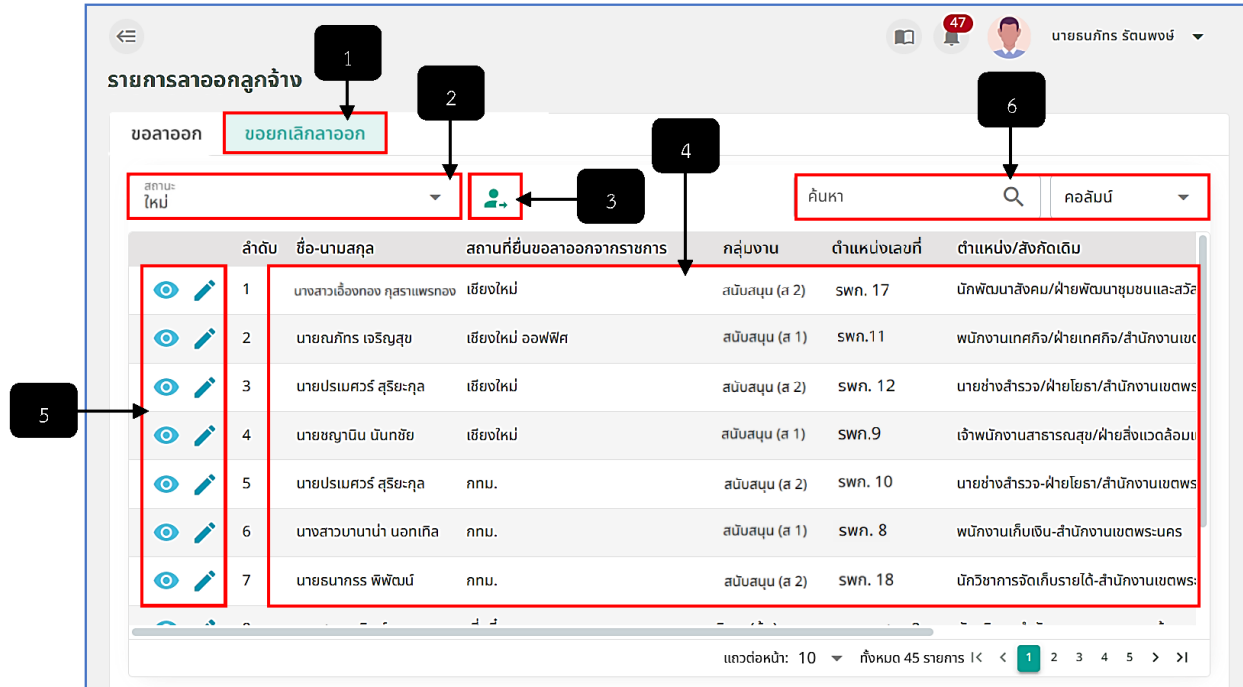 47
นายธนภัทร รัตนพงษ์
รายการลาออกลูกจ้าง
1
2
6
ขอลาออก ขอยกเลิกลาออก
4
สถานะ
ใหม่
3
ค้นหา คอลัมน์
ลำดับ ชื่อ-นามสกุล สถานที่ยื่นขอลาออกจากราชการ กลุ่มงาน ตำแหน่งเลขที่ ตำแหน่ง/สังกัดเดิม
1 นางสาวเอื้องทอง กุสราแพรทอง เชียงใหม่ สนับสนุน (ส 2) รพก. 17 นักพัฒนาสังคม/ฝ่ายพัฒนาชุมชนและสวัส
2 นายณภัทร เจริญสุข เชียงใหม่ ออฟฟิศ สนับสนุน (ส 1) รพก.11 พนักงานเทศกิจ/ฝ่ายเทศกิจ/สำนักงานเขต
3 นายปรเมศวร์ สุริยะกุล เชียงใหม่ สนับสนุน (ส 2) รพก. 12 นายช่างสำรวจ/ฝ่ายโยธา/สำนักงานเขตพร
5
4 นายชญานิน นันทชัย เชียงใหม่ สนับสนุน (ส 1) รพก.9 เจ้าพนักงานสาธารณสุข/ฝ่ายสิ่งแวดล้อมแ
5 นายปรเมศวร์ สุริยะกุล กทม. สนับสนุน (ส 2) รพก. 10 นายช่างสำรวจ-ฝ่ายโยธา/สำนักงานเขตพร
6 นางสาวบานาน่า นอทเทิล กทม. สนับสนุน (ส 1) รพก. 8 พนักงานเก็บเงิน-สำนักงานเขตพระนคร
7 นายธนากรร พิพัฒน์ กทม. สนับสนุน (ส 2) รพก. 18 นักวิชาการจัดเก็บรายได้-สำนักงานเขตพระ
แถวต่อหน้า: 10 ทั้งหมด 45 รายการ 1 2 3 4 5